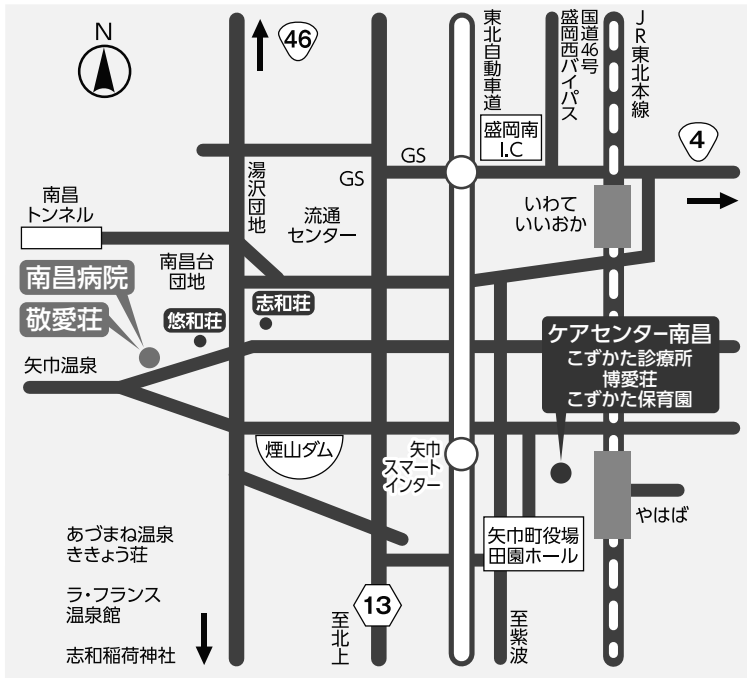 N
46
東北自動車道
国道46号
盛岡西バイパス
JR東北本線
盛岡南
I.C
4
GS
GS
湯沢団地
流通
センター
いわて
いいおか
南昌
トンネル
南昌台
団地
南昌病院
敬愛荘
悠和荘
志和荘
ケアセンター南昌
こずかた診療所
博愛荘
こずかた保育園
矢巾温泉
煙山ダム
矢巾
スマート
インター
やはば
矢巾町役場
田園ホール
あづまね温泉
ききょう荘
ラ・フランス
温泉館
志和稲荷神社
13
至北上
至紫波